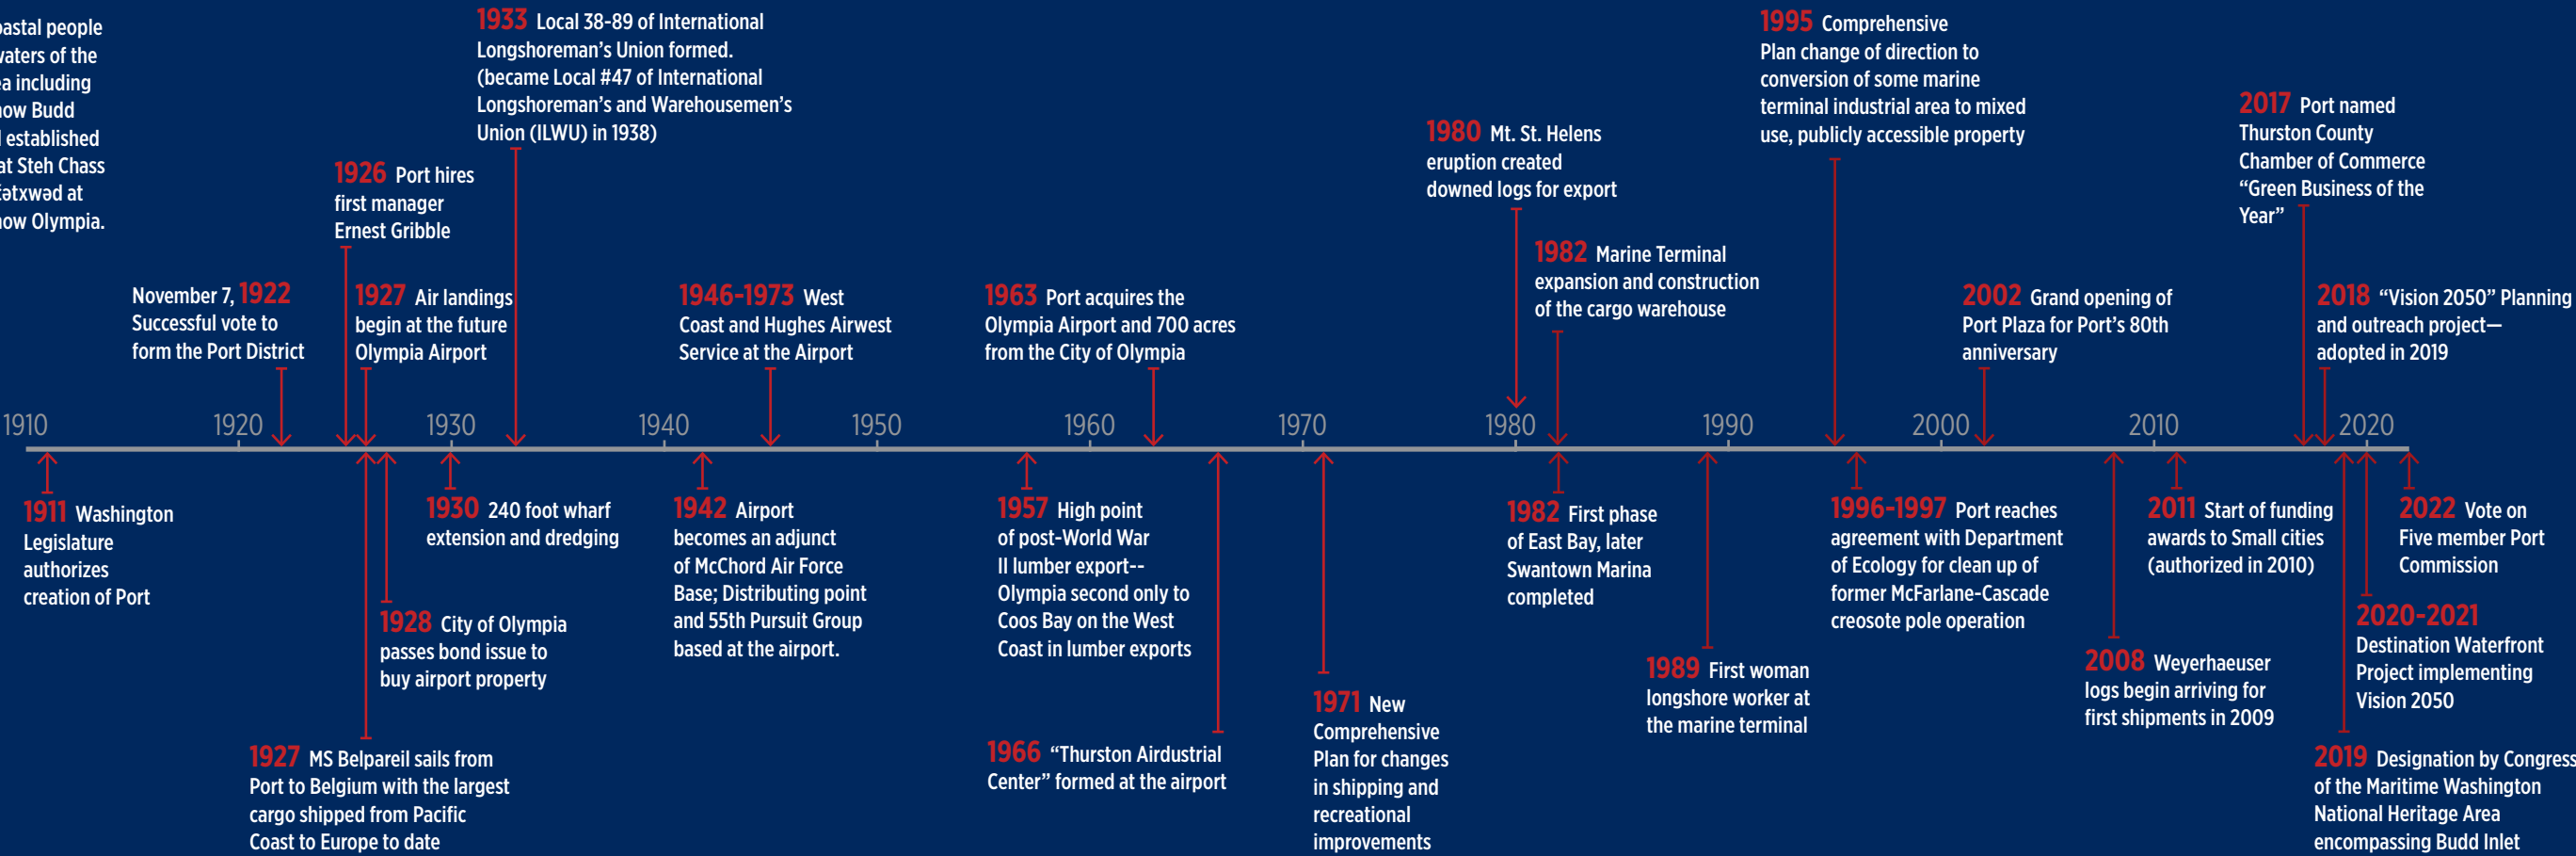 oastal people
waters of the
ea including
now Budd
established
at Steh Chass
at
now Olympia.
1933 Local 38-89 of International
Longshoreman’s Union formed.
(became Local #47 of International
Longshoreman’s and Warehousemen’s
Union (ILWU) in 1938)
1926 Port hires
first manager
Ernest Gribble
November 7, 1922
Successful vote to
form the Port District
1927 Air landings
begin at the future
Olympia Airport
1946-1973 West
Coast and Hughes Airwest
Service at the Airport
1963 Port acquires the
Olympia Airport and 700 acres
from the City of Olympia
1980 Mt. St. Helens
eruption created
downed logs for export
1982 Marine Terminal
expansion and construction
of the cargo warehouse
1995 Comprehensive
Plan change of direction to
conversion of some marine
terminal industrial area to mixed
use, publicly accessible property
2002 Grand opening of
Port Plaza for Port’s 80th
anniversary
2017 Port named
Thurston County
Chamber of Commerce
“Green Business of the
Year”
2018 “Vision 2050” Planning
and outreach project—
adopted in 2019
1910 1920 1930 1940 1950 1960 1970 1980 1990 2000 2010 2020
1911 Washington
Legislature
authorizes
creation of Port
1927 MS Belpareil sails from
Port to Belgium with the largest
cargo shipped from Pacific
Coast to Europe to date
1928 City of Olympia
passes bond issue to
buy airport property
1930 240 foot wharf
extension and dredging
1942 Airport
becomes an adjunct
of McChord Air Force
Base; Distributing point
and 55th Pursuit Group
based at the airport.
1957 High point
of post-World War
II lumber export--
Olympia second only to
Coos Bay on the West
Coast in lumber exports
1966 “Thurston Airdustrial
Center” formed at the airport
1971 New
Comprehensive
Plan for changes
in shipping and
recreational
improvements
1982 First phase
of East Bay, later
Swantown Marina
completed
1989 First woman
longshore worker at
the marine terminal
1996-1997 Port reaches
agreement with Department
of Ecology for clean up of
former McFarlane-Cascade
creosote pole operation
2008 Weyerhaeuser
logs begin arriving for
first shipments in 2009
2011 Start of funding
awards to Small cities
(authorized in 2010)
2019 Designation by Congress
of the Maritime Washington
National Heritage Area
encompassing Budd Inlet
2020-2021
Destination Waterfront
Project implementing
Vision 2050
2022 Vote on
Five member Port
Commission